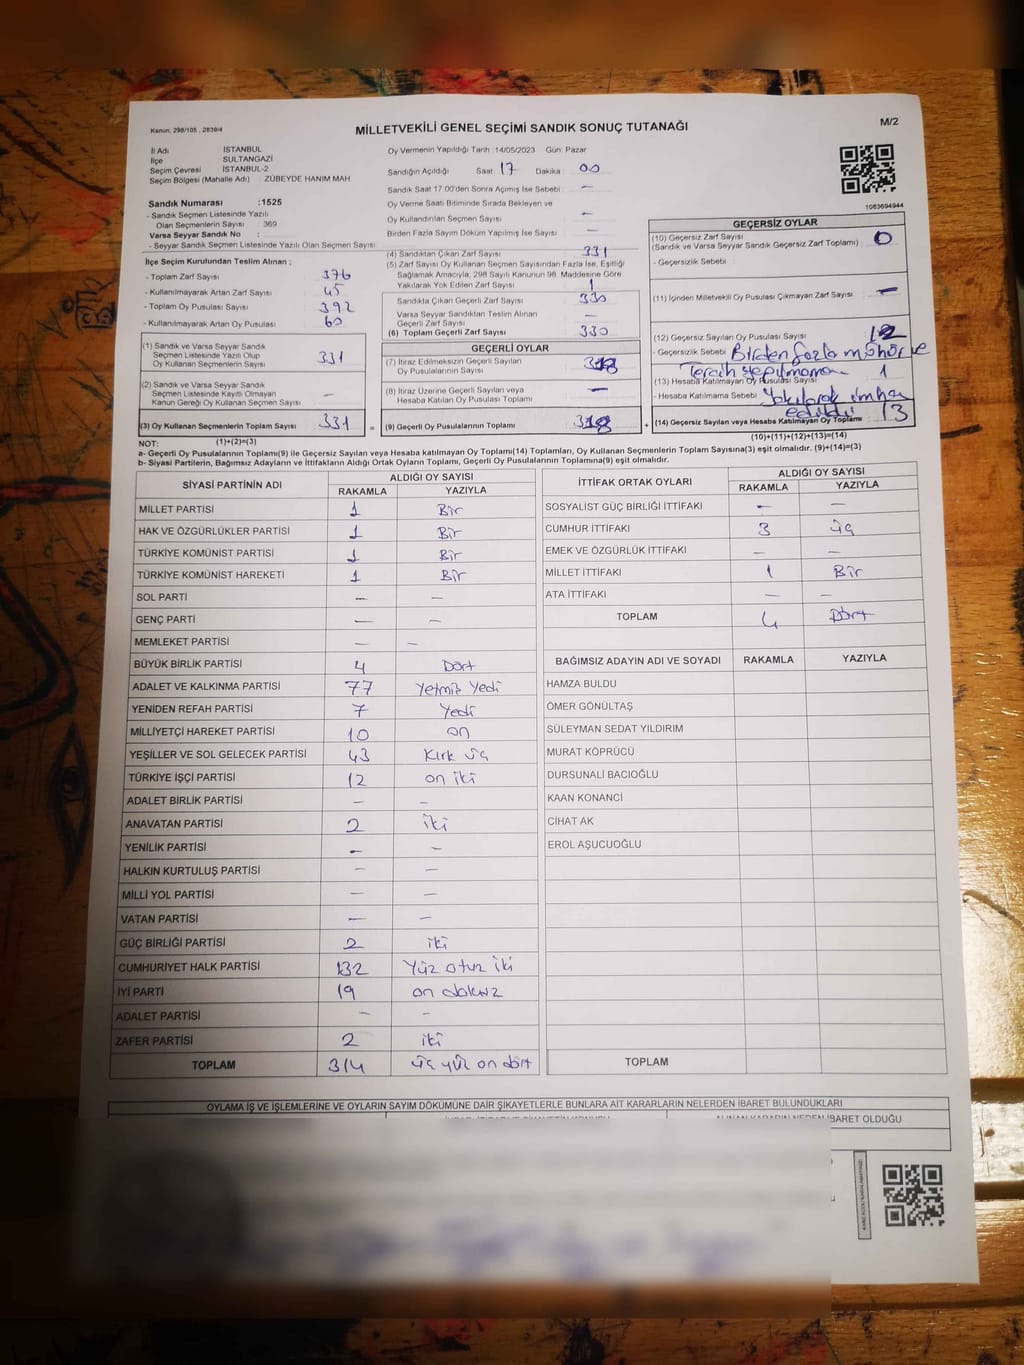 Kanun, 298/105 , 2839/4
MİLLETVEKİLİ GENEL SEÇİMİ SANDIK SONUÇ TUTANAĞI
M/2
İl Adı : İSTANBUL
İlçe : SULTANGAZİ
Seçim Çevresi : İSTANBUL-2
Seçim Bölgesi (Mahalle Adı) : ZÜBEYDE HANIM MAH.
Oy Vermenin Yapıldığı Tarih :14/05/2023 Gün: Pazar
Sandığın Açıldığı Saat 17 Dakika : 00
Sandık Saat 17:00'den Sonra Açımış İse Sebebi : —
Oy Verme Saati Bitiminde Sırada Bekleyen ve
Oy Kullandırılan Seçmen Sayısı : —
Birden Fazla Sayım Döküm Yapılmış İse Sayısı : —
1083694944
Sandık Numarası :1525
- Sandık Seçmen Listesinde Yazılı
Olan Seçmenlerin Sayısı : 369
Varsa Seyyar Sandık No :
- Seyyar Sandık Seçmen Listesinde Yazılı Olan Seçmen Sayısı:
İlçe Seçim Kurulundan Teslim Alınan ;
- Toplam Zarf Sayısı : 376
- Kullanılmayarak Artan Zarf Sayısı : 45
- Toplam Oy Pusulası Sayısı : 392
- Kullanılmayarak Artan Oy Pusulası : 60
(1) Sandık ve Varsa Seyyar Sandık
Seçmen Listesinde Yazılı Olup
Oy Kullanan Seçmenlerin Sayısı : 331
(2) Sandık ve Varsa Seyyar Sandık
Seçmen Listesinde Kayıtlı Olmayan
Kanun Gereği Oy Kullanan Seçmen Sayısı : —
(3) Oy Kullanan Seçmenlerin Toplam Sayısı : 331
(4) Sandıktan Çıkan Zarf Sayısı : 331
(5) Zarf Sayısı Oy Kullanan Seçmen Sayısından Fazla İse, Eşitliği
Sağlamak Amacıyla, 298 Sayılı Kanunun 98. Maddesine Göre
Yakılarak Yok Edilen Zarf Sayısı : 1
Sandıkta Çıkan Geçerli Zarf Sayısı : 330
Varsa Seyyar Sandıktan Teslim Alınan
Geçerli Zarf Sayısı : —
(6) Toplam Geçerli Zarf Sayısı : 330
GEÇERLİ OYLAR
(7) İtiraz Edilmeksizin Geçerli Sayılan
Oy Pusulalarının Sayısı : 318
(8) İtiraz Üzerine Geçerli Sayılan veya
Hesaba Katılan Oy Pusulası Toplamı : —
= (9) Geçerli Oy Pusulalarının Toplamı : 318
GEÇERSİZ OYLAR
(10) Geçersiz Zarf Sayısı : 0
(Sandık ve Varsa Seyyar Sandık Geçersiz Zarf Toplamı)
- Geçersizlik Sebebi :
(11) İçinden Milletvekili Oy Pusulası Çıkmayan Zarf Sayısı : —
(12) Geçersiz Sayılan Oy Pusulası Sayısı : 12
- Geçersizlik Sebebi : Birden fazla mühür ve
Tercih yapılmaması
(13) Hesaba Katılmayan Oy Pusulası Sayısı : 1
- Hesaba Katılmama Sebebi : Yakılarak imha
edildi
+ (14) Geçersiz Sayılan veya Hesaba Katılmayan Oy Toplamı : 13
NOT: (1)+(2)=(3) (10)+(11)+(12)+(13)=(14)
a- Geçerli Oy Pusulalarının Toplamı(9) ile Geçersiz Sayılan veya Hesaba katılmayan Oy Toplamı(14) Toplamları, Oy Kullanan Seçmenlerin Toplam Sayısına(3) eşit olmalıdır. (9)+(14)=(3)
b- Siyasi Partilerin, Bağımsız Adayların ve İttifakların Aldığı Ortak Oyların Toplamı, Geçerli Oy Pusulalarının Toplamına(9) eşit olmalıdır.
SİYASİ PARTİNİN ADI ALDIĞI OY SAYISI
RAKAMLA YAZIYLA
MİLLET PARTİSİ 1 Bir
HAK VE ÖZGÜRLÜKLER PARTİSİ 1 Bir
TÜRKİYE KOMÜNİST PARTİSİ 1 Bir
TÜRKİYE KOMÜNİST HAREKETİ 1 Bir
SOL PARTİ — —
GENÇ PARTİ — —
MEMLEKET PARTİSİ — —
BÜYÜK BİRLİK PARTİSİ 4 Dört
ADALET VE KALKINMA PARTİSİ 77 Yetmiş Yedi
YENİDEN REFAH PARTİSİ 7 Yedi
MİLLİYETÇİ HAREKET PARTİSİ 10 on
YEŞİLLER VE SOL GELECEK PARTİSİ 43 Kırk üç
TÜRKİYE İŞÇİ PARTİSİ 12 on iki
ADALET BİRLİK PARTİSİ — —
ANAVATAN PARTİSİ 2 iki
YENİLİK PARTİSİ — —
HALKIN KURTULUŞ PARTİSİ — —
MİLLİ YOL PARTİSİ — —
VATAN PARTİSİ — —
GÜÇ BİRLİĞİ PARTİSİ 2 iki
CUMHURİYET HALK PARTİSİ 132 Yüz otuz iki
İYİ PARTİ 19 on dokuz
ADALET PARTİSİ — —
ZAFER PARTİSİ 2 iki
TOPLAM 314 üç yüz on dört
İTTİFAK ORTAK OYLARI ALDIĞI OY SAYISI
RAKAMLA YAZIYLA
SOSYALİST GÜÇ BİRLİĞİ İTTİFAKI — —
CUMHUR İTTİFAKI 3 üç
EMEK VE ÖZGÜRLÜK İTTİFAKI — —
MİLLET İTTİFAKI 1 Bir
ATA İTTİFAKI — —
TOPLAM 4 Dört
BAĞIMSIZ ADAYIN ADI VE SOYADI RAKAMLA YAZIYLA
HAMZA BULDU
ÖMER GÖNÜLTAŞ
SÜLEYMAN SEDAT YILDIRIM
MURAT KÖPRÜCÜ
DURSUNALİ BACIOĞLU
KAAN KONANCİ
CİHAT AK
EROL AŞUCUOĞLU
TOPLAM
OYLAMA İŞ VE İŞLEMLERİNE VE OYLARIN SAYIM DÖKÜMÜNE DAİR ŞİKAYETLERLE BUNLARA AİT KARARLARIN NELERDEN İBARET BULUNDUKLARI
ALINAN KARARIN NEDEN İBARET OLDUĞU